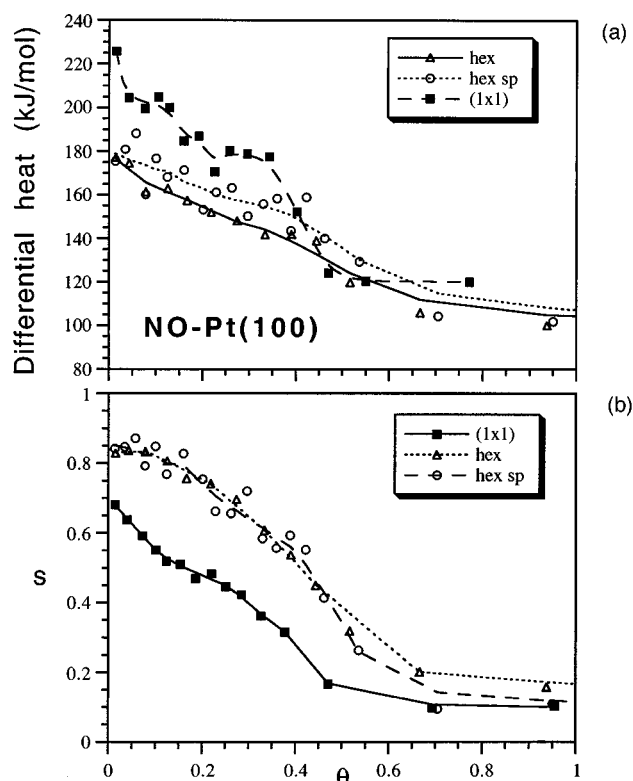 (a)
Differential heat (kJ/mol)
240
220
200
180
160
140
120
100
80
hex
hex sp
(1x1)
NO-Pt(100)
(b)
s
1
0.8
0.6
0.4
0.2
0
(1x1)
hex
hex sp
0 0.2 0.4 0.6 0.8 1
θ